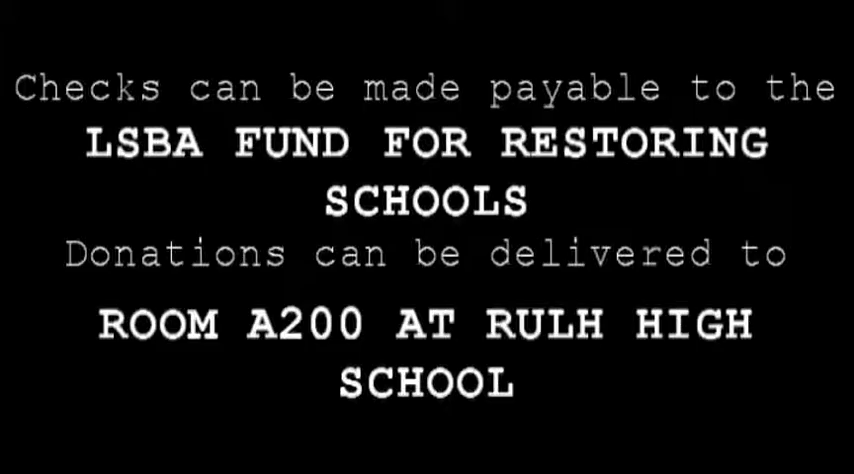 Checks can be made payable to the
LSBA FUND FOR RESTORING
SCHOOLS
Donations can be delivered to
ROOM A200 AT RULH HIGH
SCHOOL